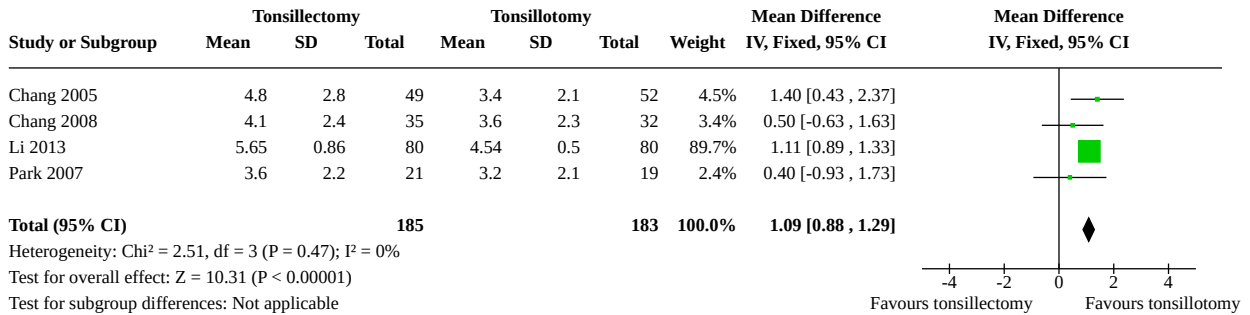 Tonsillectomy Tonsillotomy Mean Difference Mean Difference
Study or Subgroup Mean SD Total Mean SD Total Weight IV, Fixed, 95% CI IV, Fixed, 95% CI
Chang 2005 4.8 2.8 49 3.4 2.1 52 4.5% 1.40 [0.43 , 2.37]
Chang 2008 4.1 2.4 35 3.6 2.3 32 3.4% 0.50 [-0.63 , 1.63]
Li 2013 5.65 0.86 80 4.54 0.5 80 89.7% 1.11 [0.89 , 1.33]
Park 2007 3.6 2.2 21 3.2 2.1 19 2.4% 0.40 [-0.93 , 1.73]
Total (95% CI) 185 183 100.0% 1.09 [0.88 , 1.29]
Heterogeneity: Chi² = 2.51, df = 3 (P = 0.47); I² = 0%
Test for overall effect: Z = 10.31 (P < 0.00001)
-4 -2 0 2 4
Test for subgroup differences: Not applicable
Favours tonsillectomy Favours tonsillotomy